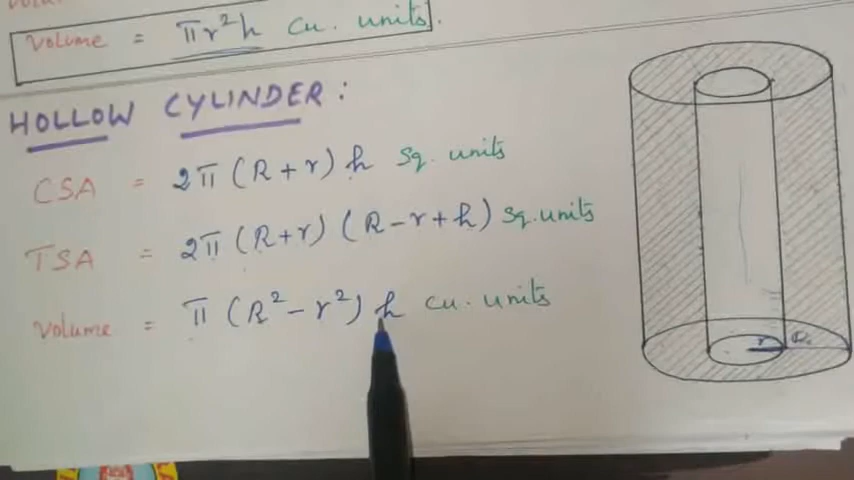 Volume = πr²h cu. units.
HOLLOW CYLINDER:
CSA = 2π (R+r) h sq. units
TSA = 2π (R+r) (R-r+h) sq. units
Volume = π (R² - r²) h cu. units
r